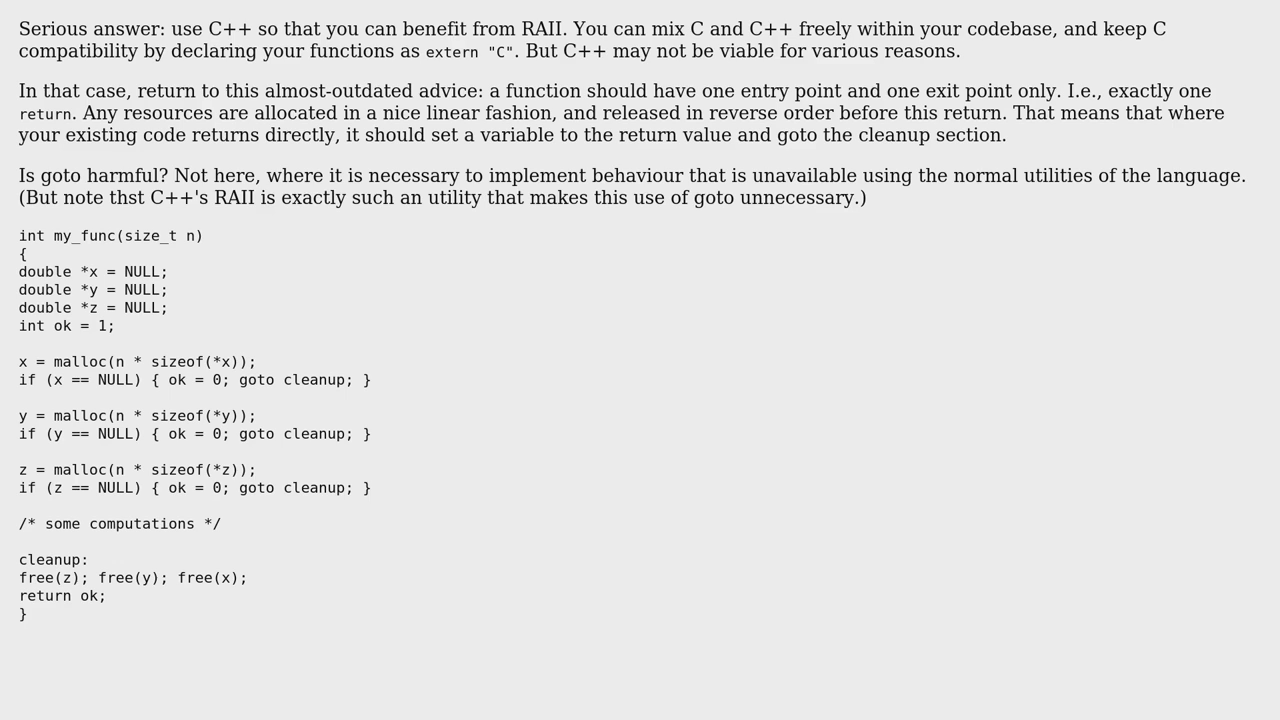 Serious answer: use C++ so that you can benefit from RAII. You can mix C and C++ freely within your codebase, and keep C
compatibility by declaring your functions as extern "C". But C++ may not be viable for various reasons.
In that case, return to this almost-outdated advice: a function should have one entry point and one exit point only. I.e., exactly one
return. Any resources are allocated in a nice linear fashion, and released in reverse order before this return. That means that where
your existing code returns directly, it should set a variable to the return value and goto the cleanup section.
Is goto harmful? Not here, where it is necessary to implement behaviour that is unavailable using the normal utilities of the language.
(But note thst C++'s RAII is exactly such an utility that makes this use of goto unnecessary.)
int my_func(size_t n)
{
double *x = NULL;
double *y = NULL;
double *z = NULL;
int ok = 1;
x = malloc(n * sizeof(*x));
if (x == NULL) { ok = 0; goto cleanup; }
y = malloc(n * sizeof(*y));
if (y == NULL) { ok = 0; goto cleanup; }
z = malloc(n * sizeof(*z));
if (z == NULL) { ok = 0; goto cleanup; }
/* some computations */
cleanup:
free(z); free(y); free(x);
return ok;
}